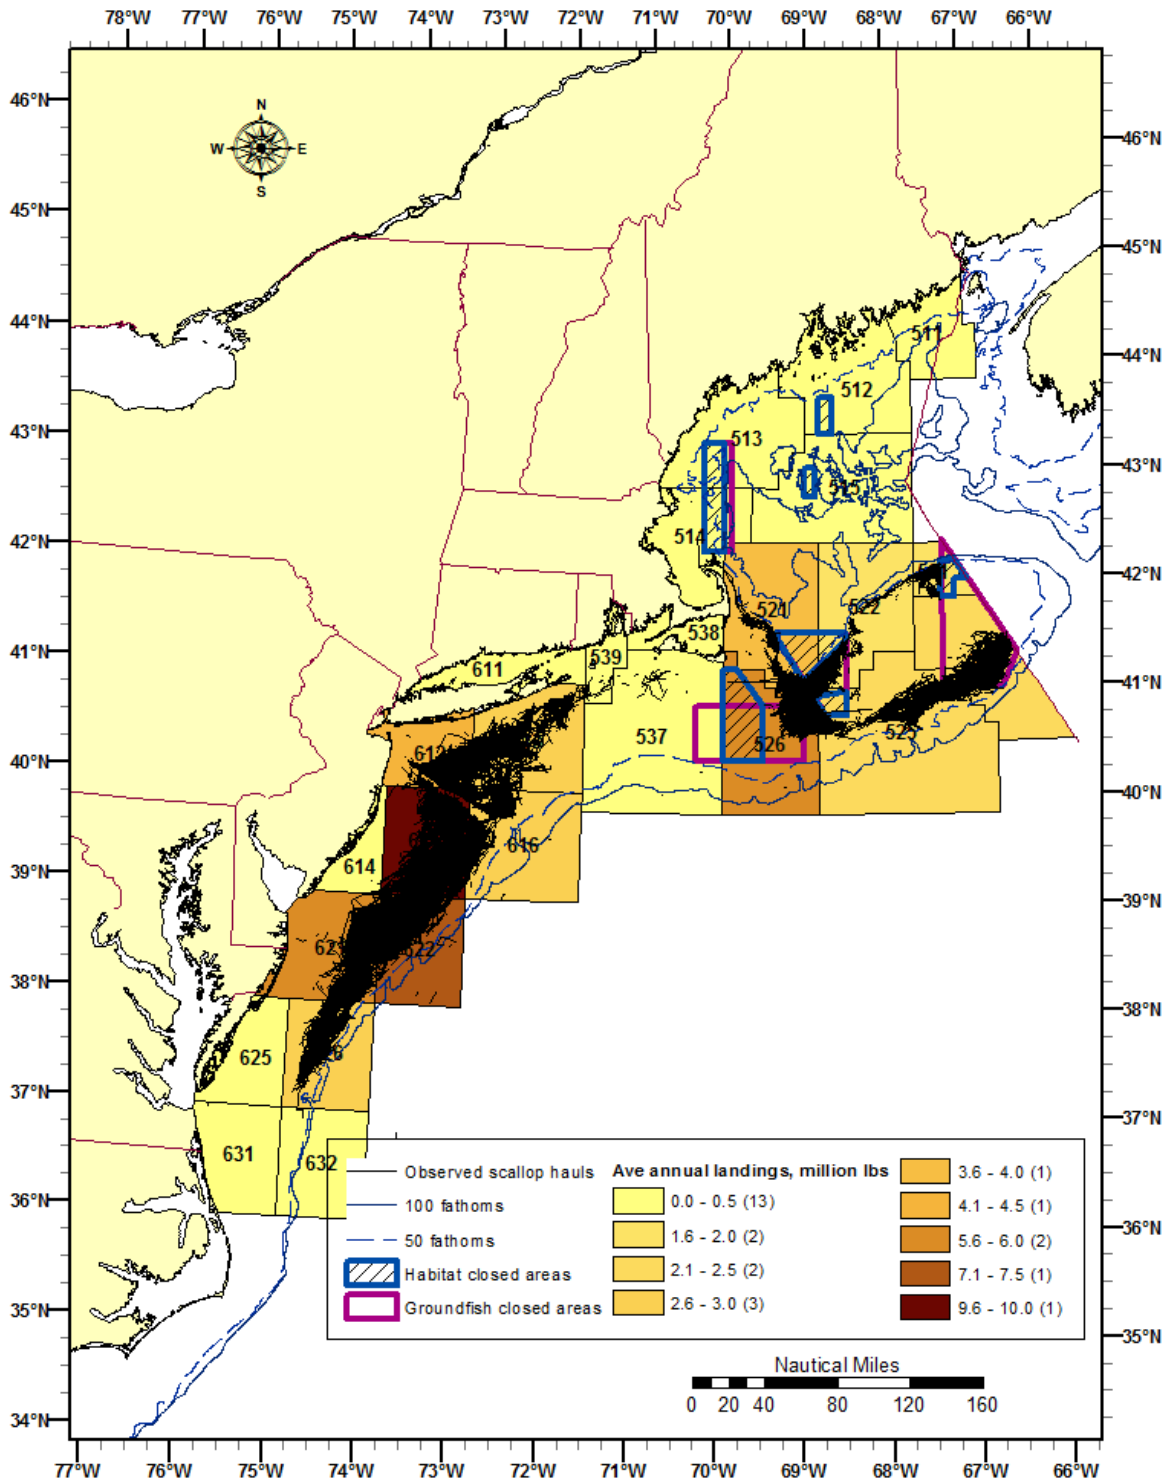 78°W 77°W 76°W 75°W 74°W 73°W 72°W 71°W 70°W 69°W 68°W 67°W 66°W
46°N
46°N
N
W E
S
45°N
45°N
44°N
44°N
511
512
43°N
513
43°N
515
514
42°N
42°N
521
522
538
41°N
539
611
41°N
537
526
525
612
40°N
40°N
616
614
39°N
39°N
621
622
38°N
38°N
625
37°N
37°N
631
632
36°N
36°N
35°N
35°N
34°N
34°N
Observed scallop hauls
100 fathoms
50 fathoms
Habitat closed areas
Groundfish closed areas
Ave annual landings, million lbs
0.0 - 0.5 (13)
1.6 - 2.0 (2)
2.1 - 2.5 (2)
2.6 - 3.0 (3)
3.6 - 4.0 (1)
4.1 - 4.5 (1)
5.6 - 6.0 (2)
7.1 - 7.5 (1)
9.6 - 10.0 (1)
Nautical Miles
0 20 40 80 120 160
77°W 76°W 75°W 74°W 73°W 72°W 71°W 70°W 69°W 68°W 67°W 66°W